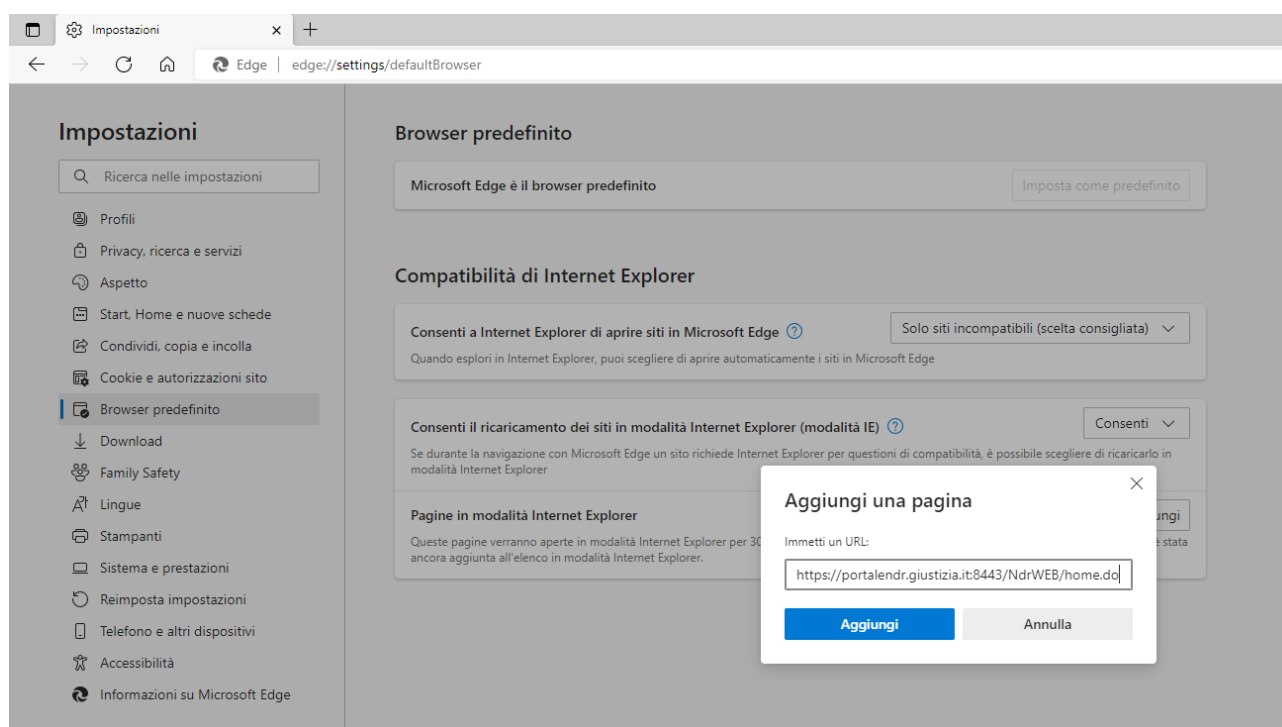 Impostazioni
Edge
edge://settings/defaultBrowser
Impostazioni
Ricerca nelle impostazioni
Profili
Privacy, ricerca e servizi
Aspetto
Start, Home e nuove schede
Condividi, copia e incolla
Cookie e autorizzazioni sito
Browser predefinito
Download
Family Safety
Lingue
Stampanti
Sistema e prestazioni
Reimposta impostazioni
Telefono e altri dispositivi
Accessibilità
Informazioni su Microsoft Edge
Browser predefinito
Microsoft Edge è il browser predefinito
Imposta come predefinito
Compatibilità di Internet Explorer
Consenti a Internet Explorer di aprire siti in Microsoft Edge
Solo siti incompatibili (scelta consigliata)
Quando esplori in Internet Explorer, puoi scegliere di aprire automaticamente i siti in Microsoft Edge
Consenti il ricaricamento dei siti in modalità Internet Explorer (modalità IE)
Consenti
Se durante la navigazione con Microsoft Edge un sito richiede Internet Explorer per questioni di compatibilità, è possibile scegliere di ricaricarlo in
modalità Internet Explorer
Pagine in modalità Internet Explorer
ungi
Queste pagine verranno aperte in modalità Internet Explorer per 30
è stata
ancora aggiunta all'elenco in modalità Internet Explorer.
Aggiungi una pagina
Immetti un URL:
https://portalendr.giustizia.it:8443/NdrWEB/home.do
Aggiungi
Annulla